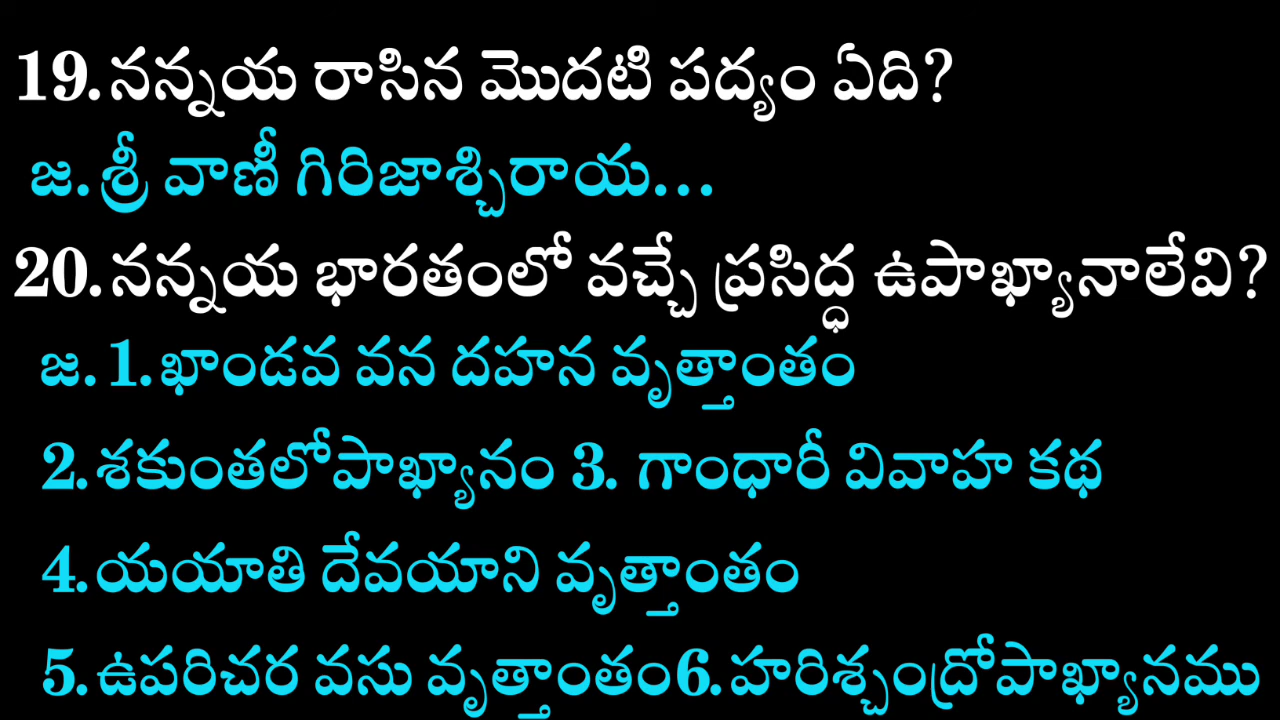 19.నన్నయ రాసిన మొదటి పద్యం ఏది?
జ.శ్రీ వాణీ గిరిజాశ్చిరాయ...
20.నన్నయ భారతంలో వచ్చే ప్రసిద్ధ ఉపాఖ్యానాలేవి?
జ.1.ఖాండవ వన దహన వృత్తాంతం
2.శకుంతలోపాఖ్యానం 3. గాంధారీ వివాహ కథ
4.యయాతి దేవయాని వృత్తాంతం
5.ఉపరిచర వసు వృత్తాంతం6.హరిశ్చంద్రోపాఖ్యానము